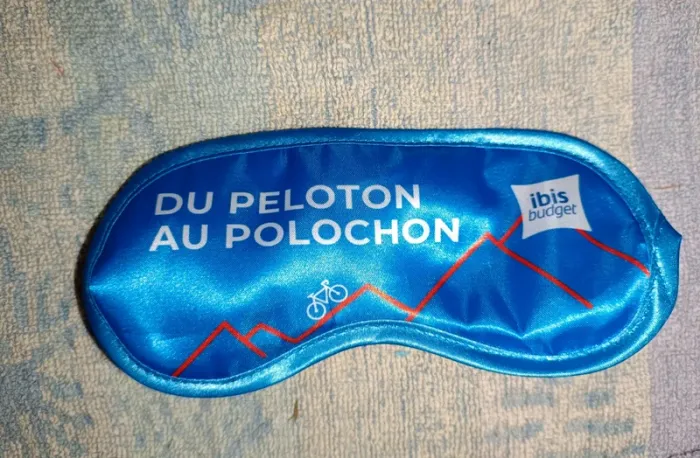 DU PELOTON
AU POLOCHON
ibis
budget